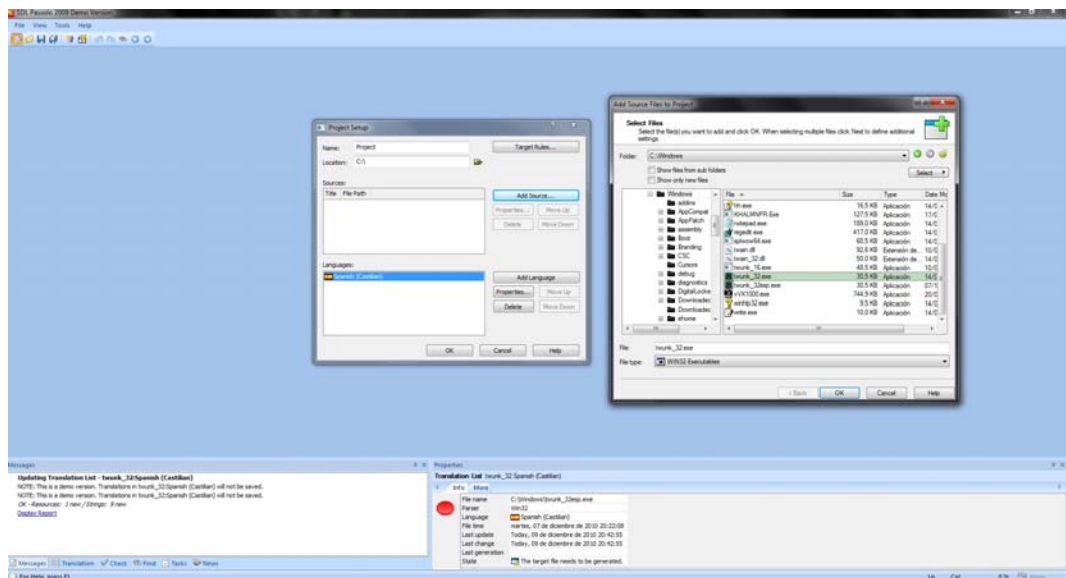 SDL Passolo 2009 Demo Version
File View Tools Help
Project Setup
Name: Project
Target Rules...
Location: C:\
Sources:
Title File Path
Add Source...
Properties... Move Up
Delete Move Down
Languages:
Spanish (Castilian)
Add Language
Properties... Move Up
Delete Move Down
OK Cancel Help
Add Source Files to Project
Select Files
Select the file(s) you want to add and click OK. When selecting multiple files click Next to define additional settings.
Folder: C:\Windows
Show files from sub folders
Show only new files
Select
Windows
addins
AppCompat
AppPatch
assembly
Boot
Branding
CSC
Cursors
debug
diagnostics
DigitalLocke
Downloaded
Downloaded
ehome
File Size Type Date Mo
hh.exe 16,5 KB Aplicación
KHALMNPR.Exe 127,5 KB Aplicación
notepad.exe 189,0 KB Aplicación
regedit.exe 417,0 KB Aplicación
splwow64.exe 60,5 KB Aplicación
twain.dll 92,6 KB Extensión de...
twain_32.dll 50,0 KB Extensión de...
twunk_16.exe 48,5 KB Aplicación
twunk_32.exe 30,5 KB Aplicación
twunk_32esp.exe 30,5 KB Aplicación
vVX1000.exe 744,9 KB Aplicación
winhlp32.exe 9,5 KB Aplicación
write.exe 10,0 KB Aplicación
File: twunk_32.exe
File type: WIN32 Executables
< Back OK Cancel Help
Messages
Updating Translation List - twunk_32:Spanish (Castilian)
NOTE: This is a demo version. Translations in twunk_32:Spanish (Castilian) will not be saved.
NOTE: This is a demo version. Translations in twunk_32:Spanish (Castilian) will not be saved.
OK - Resources: 1 new / Strings: 9 new
Display Report
Messages Translation Check Find Tasks News
Properties
Translation List twunk_32:Spanish (Castilian)
Info More
File name C:\Windows\twunk_32esp.exe
Parser Win32
Language Spanish (Castilian)
File time martes, 07 de diciembre de 2010 20:22:08
Last update Today, 09 de diciembre de 2010 20:42:55
Last change Today, 09 de diciembre de 2010 20:42:55
Last generation
State The target file needs to be generated.
For Help, press F1
Ln Col